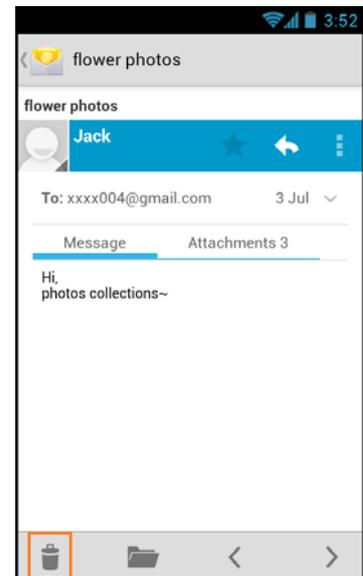 3:52
flower photos
flower photos
Jack
To: xxxx004@gmail.com 3 Jul
Message Attachments 3
Hi,
photos collections~